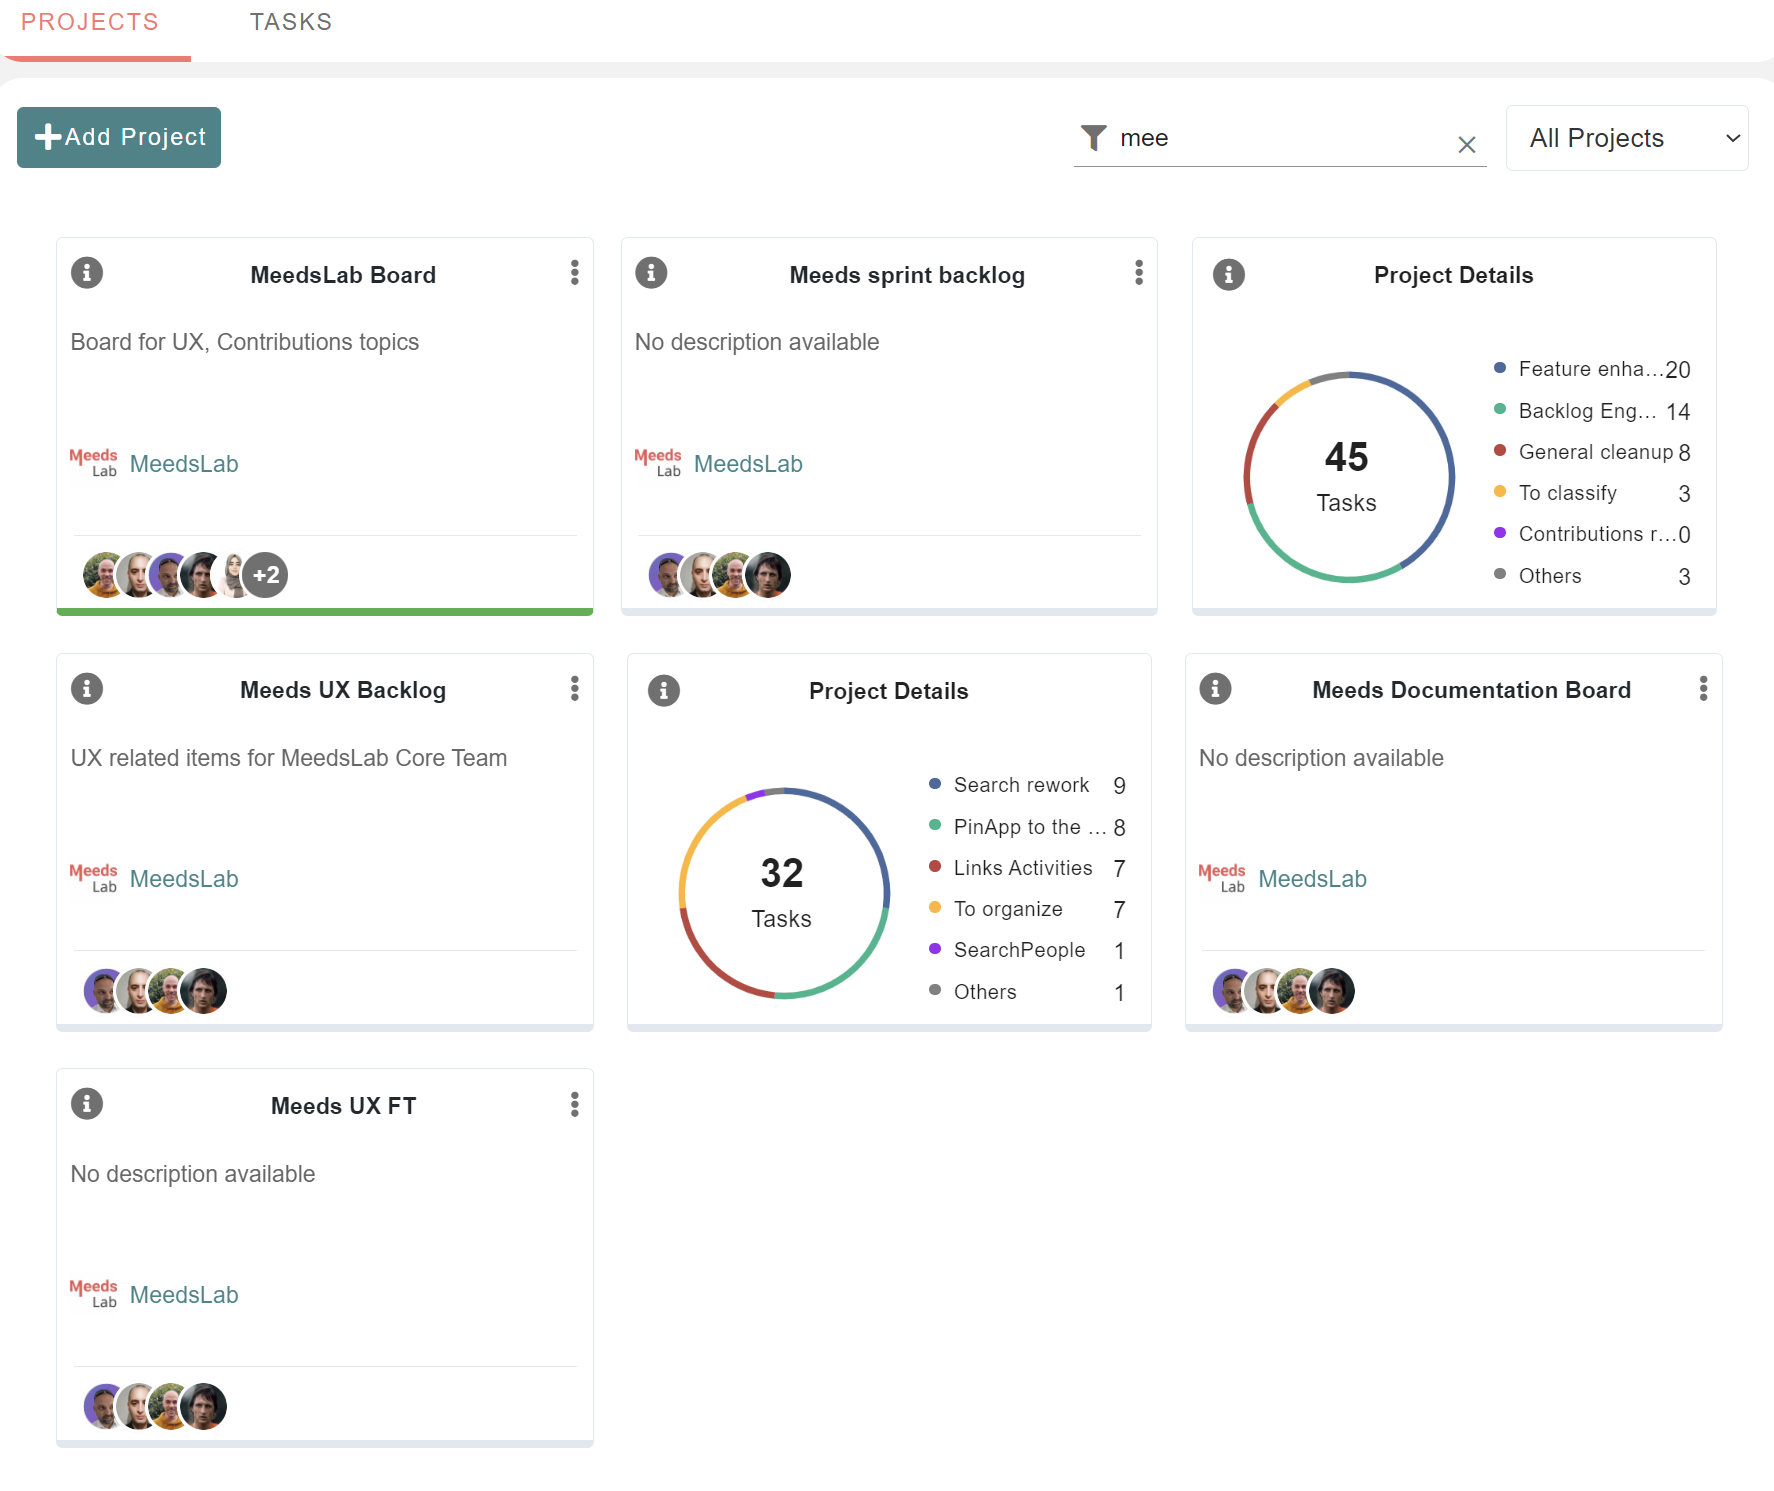 PROJECTS
TASKS
Add Project
mee
All Projects
MeedsLab Board
Board for UX, Contributions topics
Meeds
Lab
MeedsLab
+2
Meeds sprint backlog
No description available
Meeds
Lab
MeedsLab
Project Details
45
Tasks
Feature enha... 20
Backlog Eng... 14
General cleanup 8
To classify 3
Contributions r... 0
Others 3
Meeds UX Backlog
UX related items for MeedsLab Core Team
Meeds
Lab
MeedsLab
Project Details
32
Tasks
Search rework 9
PinApp to the ... 8
Links Activities 7
To organize 7
SearchPeople 1
Others 1
Meeds Documentation Board
No description available
Meeds
Lab
MeedsLab
Meeds UX FT
No description available
Meeds
Lab
MeedsLab